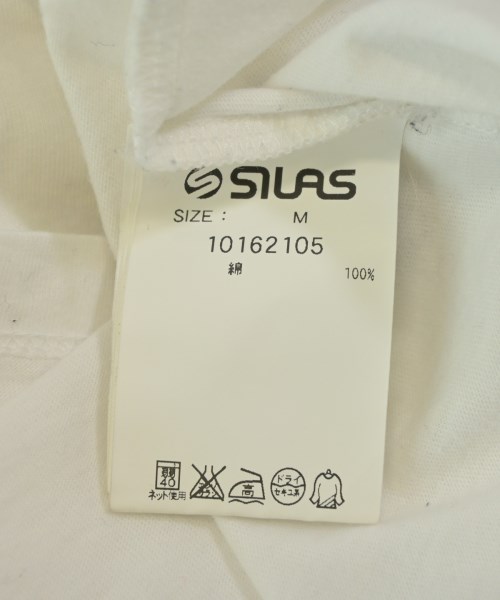 SILAS
SIZE : M
10162105
綿 100%
弱 40 高 ドライ セキユ系
ネット使用